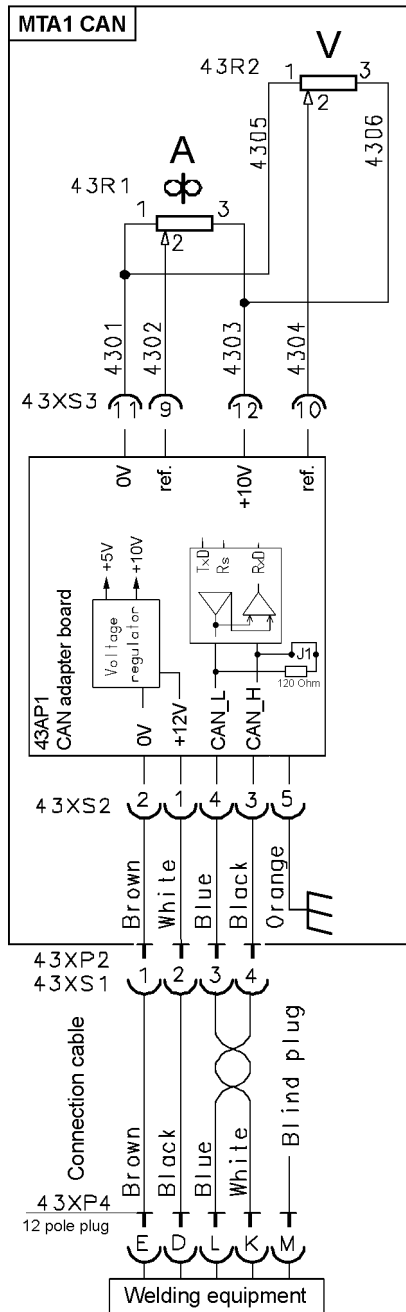 MTA1 CAN
V
43R2
1
3
2
4305
4306
A
43R1
1
3
2
4301
4302
4303
4304
43XS3
11
9
12
10
0V
ref.
+10V
ref.
+5V
+10V
TxD
Rs
RxD
Voltage
regulator
J1
120 Ohm
43AP1
CAN adapter board
0V
+12V
CAN_L
CAN_H
43XS2
2
1
4
3
5
Brown
White
Blue
Black
Orange
43XP2
43XS1
1
2
3
4
Connection cable
Brown
Black
Blue
White
Blind plug
43XP4
12 pole plug
E
D
L
K
M
Welding equipment